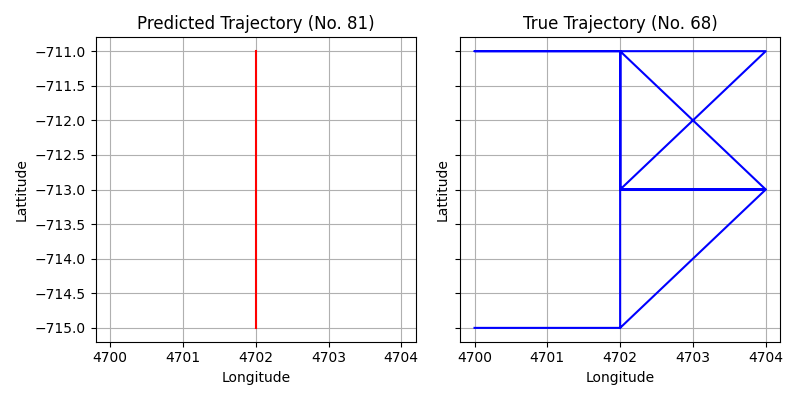 Predicted Trajectory (No. 81)
True Trajectory (No. 68)
−711.0
−711.5
−712.0
−712.5
−713.0
−713.5
−714.0
−714.5
−715.0
Lattitude
Lattitude
4700 4701 4702 4703 4704
4700 4701 4702 4703 4704
Longitude
Longitude